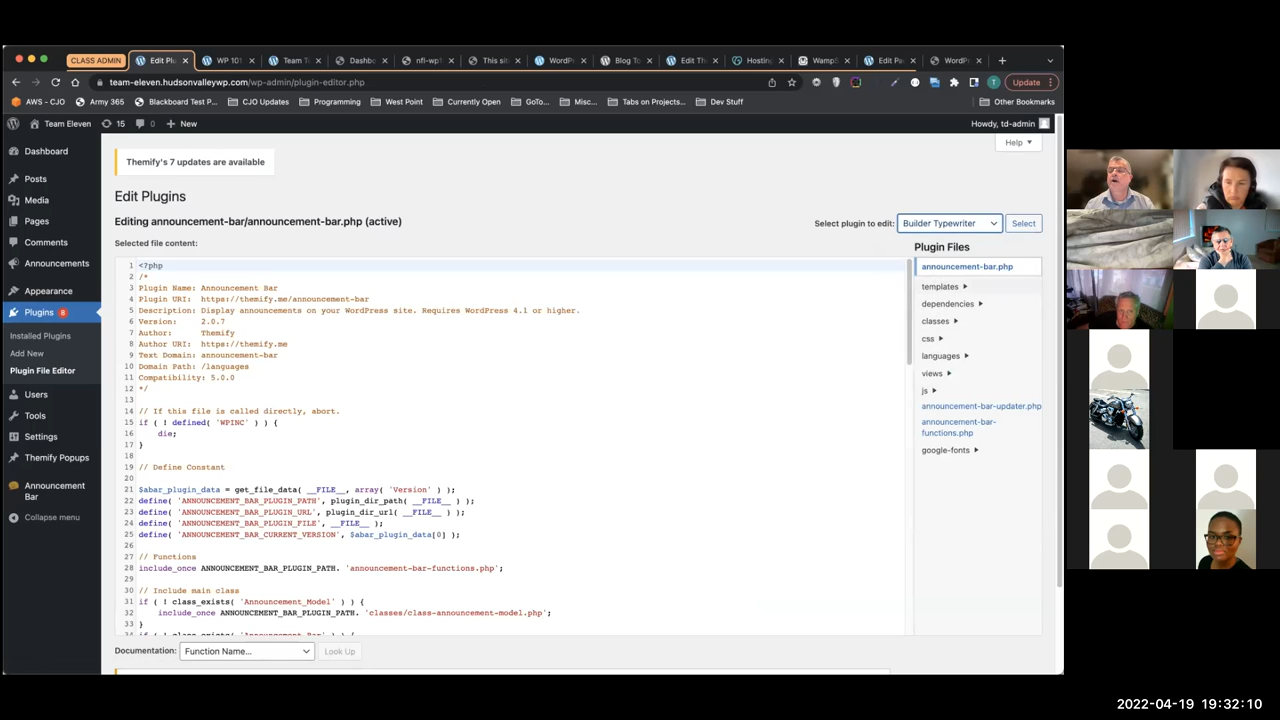 CLASS ADMIN
Edit Plu
WP 101
Team T
Dashbo
nfi-wp1
This sit
WordPr
Blog To
Edit Th
Hosting
WampS
Edit Pa
WordPr
team-eleven.hudsonvalleywp.com/wp-admin/plugin-editor.php
T
Update
AWS - CJO
Army 365
Blackboard Test P...
CJO Updates
Programming
West Point
Currently Open
GoTo...
Misc...
Tabs on Projects...
Dev Stuff
Other Bookmarks
Team Eleven
15
0
+ New
Howdy, td-admin
Help
Dashboard
Posts
Media
Pages
Comments
Announcements
Appearance
Plugins 8
Installed Plugins
Add New
Plugin File Editor
Users
Tools
Settings
Themify Popups
Announcement
Bar
Collapse menu
Themify's 7 updates are available
Edit Plugins
Editing announcement-bar/announcement-bar.php (active)
Select plugin to edit:
Builder Typewriter
Select
Selected file content:
Plugin Files
1 <?php
2 /*
3 Plugin Name: Announcement Bar
4 Plugin URI: https://themify.me/announcement-bar
5 Description: Display announcements on your WordPress site. Requires WordPress 4.1 or higher.
6 Version: 2.0.7
7 Author: Themify
8 Author URI: https://themify.me
9 Text Domain: announcement-bar
10 Domain Path: /languages
11 Compatibility: 5.0.0
12 */
13
14 // If this file is called directly, abort.
15 if ( ! defined( 'WPINC' ) ) {
16 die;
17 }
18
19 // Define Constant
20
21 $abar_plugin_data = get_file_data( __FILE__, array( 'Version' ) );
22 define( 'ANNOUNCEMENT_BAR_PLUGIN_PATH', plugin_dir_path( __FILE__ ) );
23 define( 'ANNOUNCEMENT_BAR_PLUGIN_URL', plugin_dir_url( __FILE__ ) );
24 define( 'ANNOUNCEMENT_BAR_PLUGIN_FILE', __FILE__ );
25 define( 'ANNOUNCEMENT_BAR_CURRENT_VERSION', $abar_plugin_data[0] );
26
27 // Functions
28 include_once ANNOUNCEMENT_BAR_PLUGIN_PATH. 'announcement-bar-functions.php';
29
30 // Include main class
31 if ( ! class_exists( 'Announcement_Model' ) ) {
32 include_once ANNOUNCEMENT_BAR_PLUGIN_PATH. 'classes/class-announcement-model.php';
33 }
34 if ( ! class_exists( 'Announcement_Bar' ) ) {
announcement-bar.php
templates
dependencies
classes
css
languages
views
js
announcement-bar-updater.php
announcement-bar-
functions.php
google-fonts
Documentation:
Function Name...
Look Up
2022-04-19 19:32:10